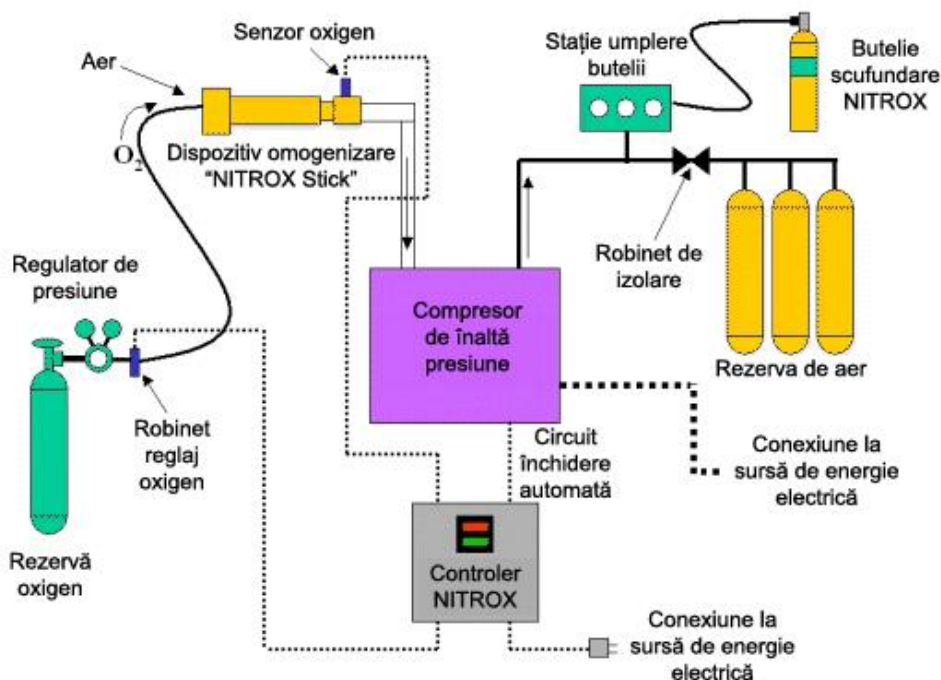 Senzor oxigen
Aer
O2
Dispozitiv omogenizare
“NITROX Stick”
Stație umplere
butelii
Butelie
scufundare
NITROX
Robinet de
izolare
Rezerva de aer
Regulator de
presiune
Compresor
de înaltă
presiune
Robinet
reglaj
oxigen
Circuit
închidere
automată
Conexiune la
sursă de energie
electrică
Rezervă
oxigen
Controler
NITROX
Conexiune la
sursă de energie
electrică